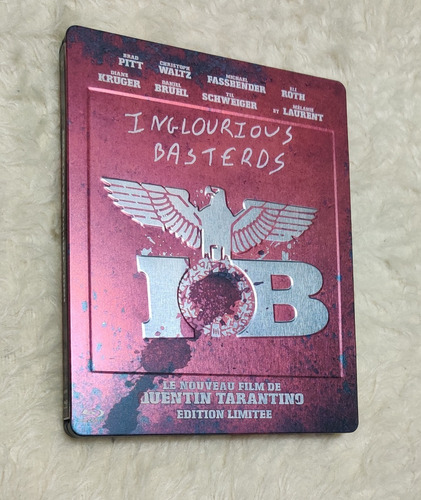 BRAD PITT CHRISTOPH WALTZ MICHAEL FASSBENDER ELI ROTH
DIANE KRUGER DANIEL BRÜHL TIL SCHWEIGER ET MÉLANIE LAURENT
INGLOURIOUS
BASTERDS
IB
LE NOUVEAU FILM DE
QUENTIN TARANTINO
EDITION LIMITEE